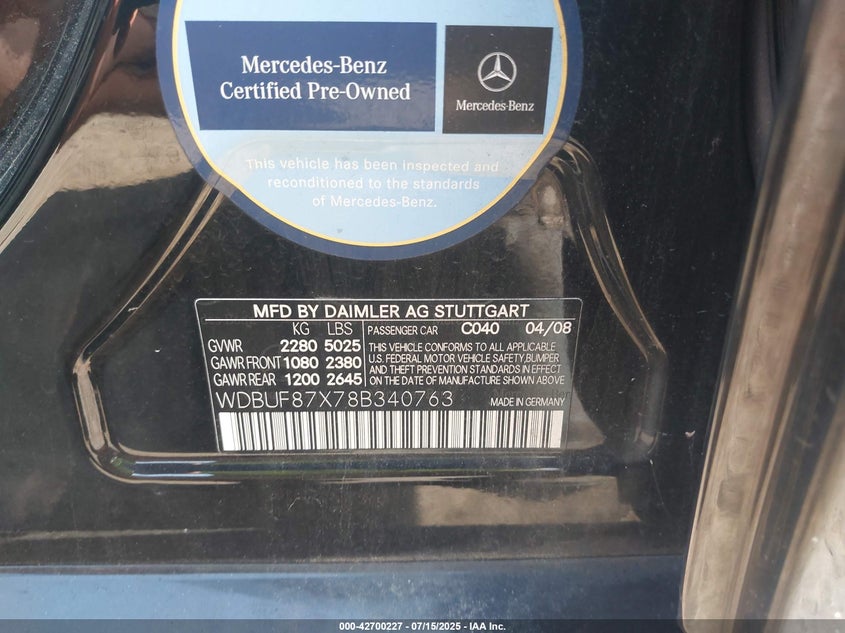 Mercedes-Benz
Certified Pre-Owned
Mercedes-Benz
This vehicle has been inspected and
reconditioned to the standards
of Mercedes-Benz.
MFD BY DAIMLER AG STUTTGART
KG LBS PASSENGER CAR C040 04/08
GVWR 2280 5025 THIS VEHICLE CONFORMS TO ALL APPLICABLE
GAWR FRONT 1080 2380 U.S. FEDERAL MOTOR VEHICLE SAFETY, BUMPER
AND THEFT PREVENTION STANDARDS IN EFFECT
GAWR REAR 1200 2645 ON THE DATE OF MANUFACTURE SHOWN ABOVE
WDBUF87X78B340763 MADE IN GERMANY
000-42700227 - 07/15/2025 - IAA Inc.